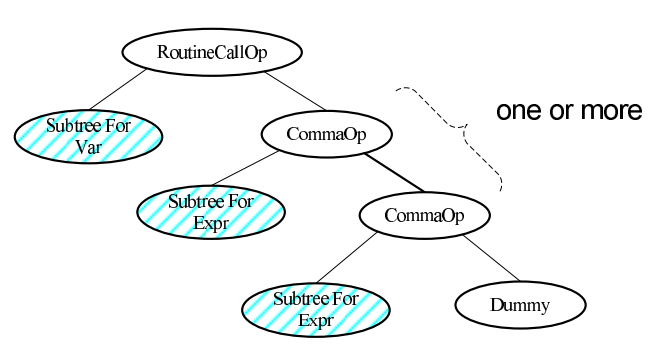 RoutineCallOp
Subtree For
Var
CommaOp
one or more
Subtree For
Expr
CommaOp
Subtree For
Expr
Dummy